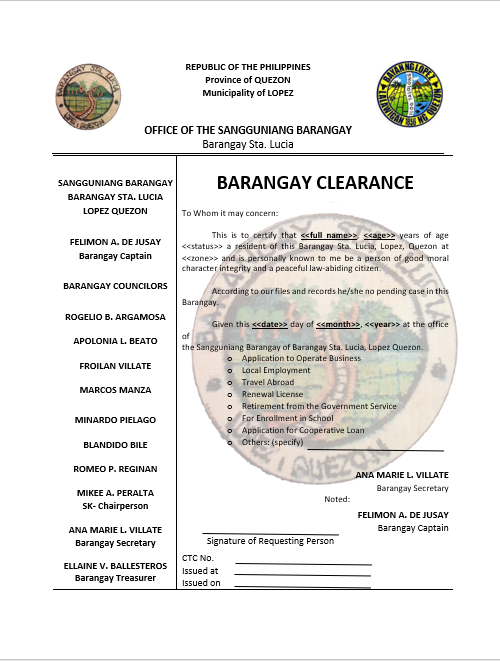 REPUBLIC OF THE PHILIPPINES
Province of QUEZON
Municipality of LOPEZ
BARANGAY STA. LUCIA
LOPEZ QUEZON
BAYAN NG LOPEZ
LALAWIGAN NG QUEZON
OFFICE OF THE SANGGUNIANG BARANGAY
Barangay Sta. Lucia
SANGGUNIANG BARANGAY
BARANGAY STA. LUCIA
LOPEZ QUEZON
FELIMON A. DE JUSAY
Barangay Captain
BARANGAY COUNCILORS
ROGELIO B. ARGAMOSA
APOLONIA L. BEATO
FROILAN VILLATE
MARCOS MANZA
MINARDO PIELAGO
BLANDIDO BILE
ROMEO P. REGINAN
MIKEE A. PERALTA
SK- Chairperson
ANA MARIE L. VILLATE
Barangay Secretary
ELLAINE V. BALLESTEROS
Barangay Treasurer
BARANGAY CLEARANCE
To Whom it may concern:
This is to certify that <<full name>>, <<age>> years of age
<<status>> a resident of this Barangay Sta. Lucia, Lopez, Quezon at
<<zone>> and is personally known to me be a person of good moral
character integrity and a peaceful law-abiding citizen.
According to our files and records he/she no pending case in this
Barangay.
Given this <<date>> day of <<month>>, <<year>> at the office
of
the Sangguniang Barangay of Barangay Sta. Lucia, Lopez Quezon.
o Application to Operate Business
o Local Employment
o Travel Abroad
o Renewal License
o Retirement from the Government Service
o For Enrollment in School
o Application for Cooperative Loan
o Others: (specify)
ANA MARIE L. VILLATE
Barangay Secretary
Noted:
FELIMON A. DE JUSAY
Barangay Captain
Signature of Requesting Person
CTC No.
Issued at
Issued on